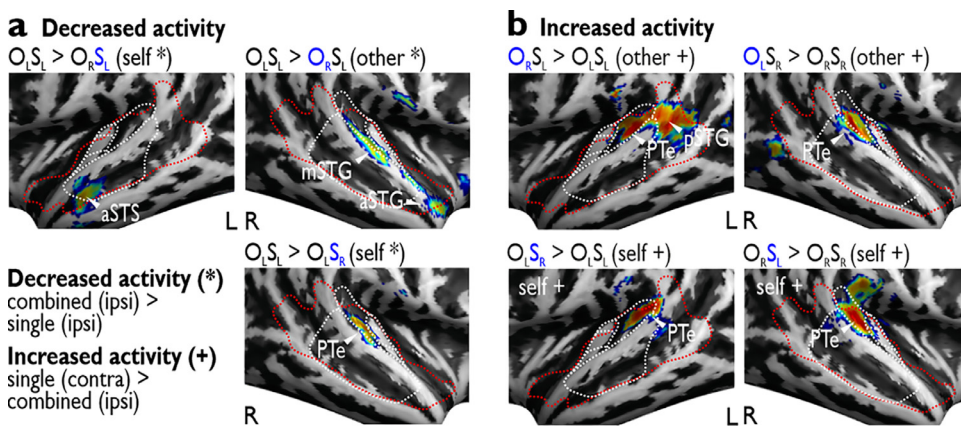 a Decreased activity
OLSL > ORSL (self *)
OLSL > ORSL (other *)
aSTS
mSTG
aSTG
L R
Decreased activity (*)
combined (ipsi) >
single (ipsi)
Increased activity (+)
single (contra) >
combined (ipsi)
OLSL > OLSR (self *)
PTe
R
b Increased activity
ORSL > OLSL (other +)
OLSR > ORSR (other +)
PTe
pSTG
PTe
L R
OLSR > OLSL (self +)
ORSL > ORSR (self +)
self +
PTe
self +
PTe
L R